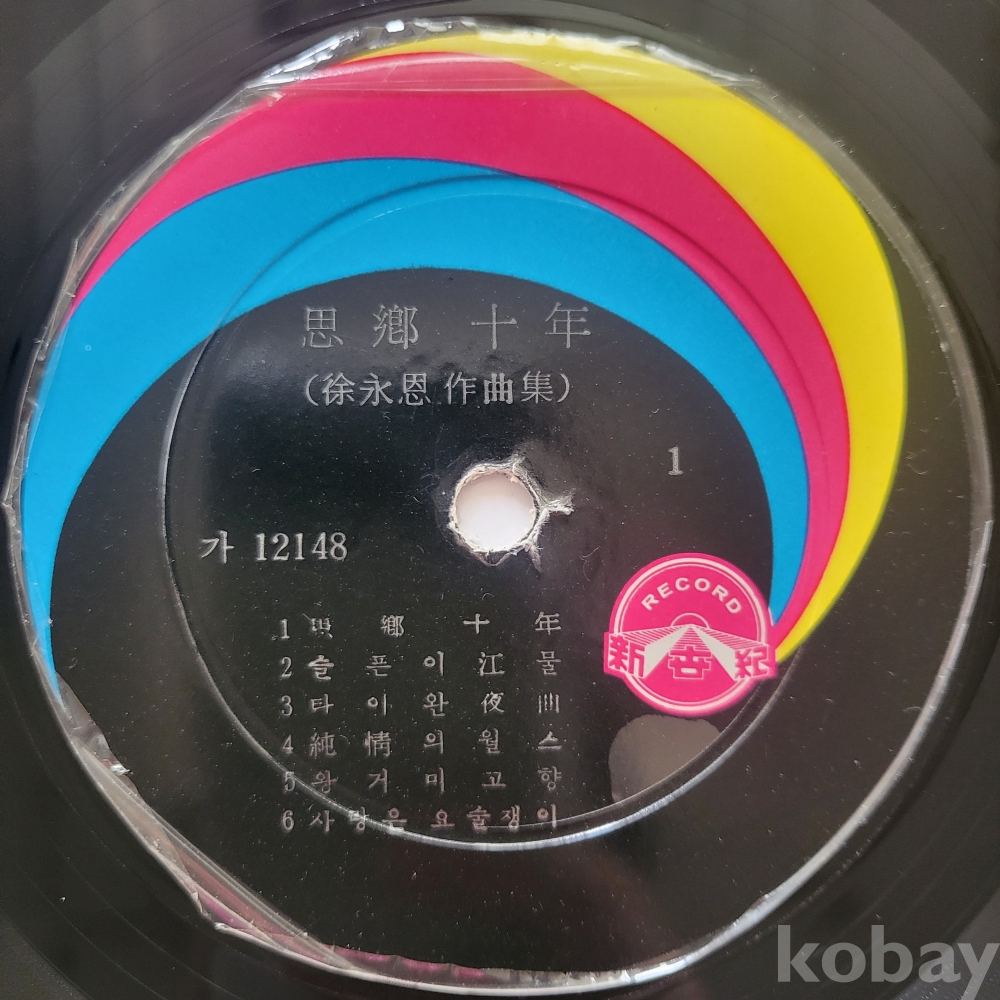 思鄕 十年
(徐永恩 作曲集)
1
가 12148
RECORD
新世紀
1 思鄕十年
2 슬픈이江물
3 타이완夜曲
4 純情의월스
5 왕거미고향
6 사랑은요술쟁이
kobay